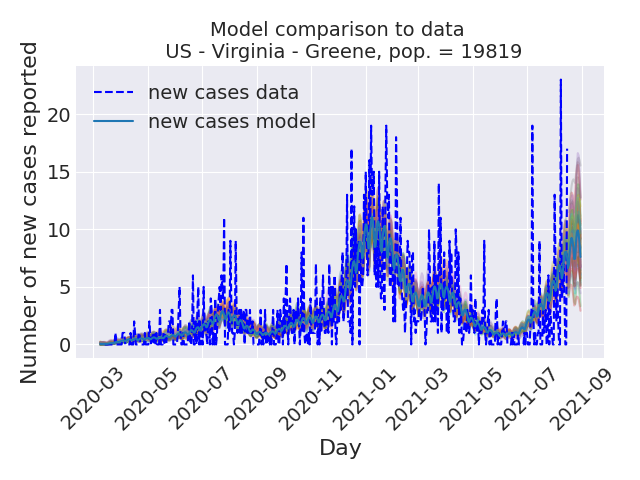 Model comparison to data
US - Virginia - Greene, pop. = 19819
new cases data
new cases model
Number of new cases reported
20
15
10
5
0
2020-03
2020-05
2020-07
2020-09
2020-11
2021-01
2021-03
2021-05
2021-07
2021-09
Day